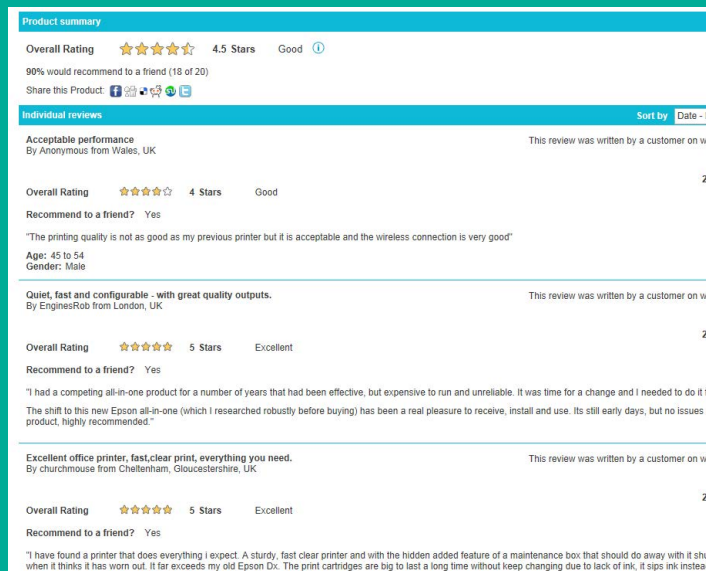 Product summary
Overall Rating 4.5 Stars Good i
90% would recommend to a friend (18 of 20)
Share this Product:
Individual reviews Sort by Date -
Acceptable performance This review was written by a customer on
By Anonymous from Wales, UK
Overall Rating 4 Stars Good
Recommend to a friend? Yes
"The printing quality is not as good as my previous printer but it is acceptable and the wireless connection is very good"
Age: 45 to 54
Gender: Male
Quiet, fast and configurable - with great quality outputs. This review was written by a customer on
By EnginesRob from London, UK
Overall Rating 5 Stars Excellent
Recommend to a friend? Yes
"I had a competing all-in-one product for a number of years that had been effective, but expensive to run and unreliable. It was time for a change and I needed to do it
The shift to this new Epson all-in-one (which I researched robustly before buying) has been a real pleasure to receive, install and use. Its still early days, but no issues
product, highly recommended."
Excellent office printer, fast,clear print, everything you need. This review was written by a customer on
By churchmouse from Cheltenham, Gloucestershire, UK
Overall Rating 5 Stars Excellent
Recommend to a friend? Yes
"I have found a printer that does everything i expect. A sturdy, fast clear printer and with the hidden added feature of a maintenance box that should do away with it
when it thinks it has worn out. It far exceeds my old Epson Dx. The print cartridges are big to last a long time without keep changing due to lack of ink, it sips ink